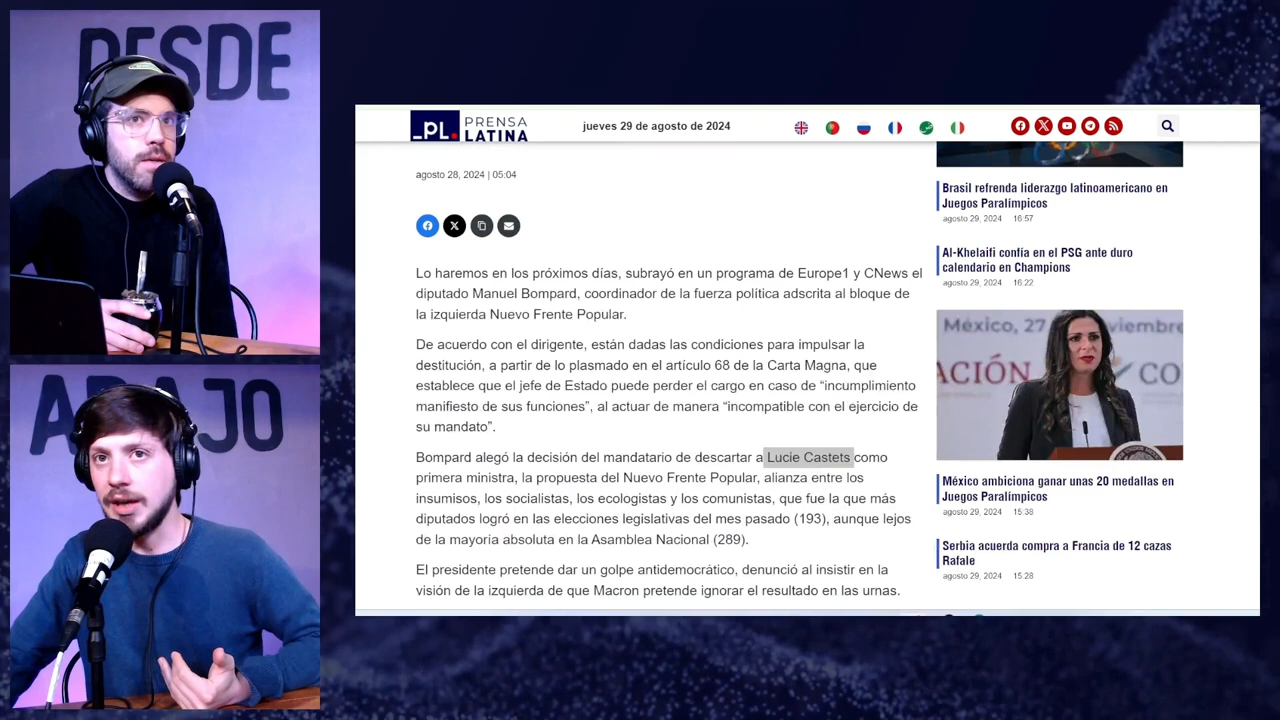 DESDE
ABAJO
_PL.
PRENSA
LATINA
jueves 29 de agosto de 2024
agosto 28, 2024 | 05:04
Lo haremos en los próximos días, subrayó en un programa de Europe1 y CNews el
diputado Manuel Bompard, coordinador de la fuerza política adscrita al bloque de
la izquierda Nuevo Frente Popular.
De acuerdo con el dirigente, están dadas las condiciones para impulsar la
destitución, a partir de lo plasmado en el artículo 68 de la Carta Magna, que
establece que el jefe de Estado puede perder el cargo en caso de “incumplimiento
manifiesto de sus funciones”, al actuar de manera “incompatible con el ejercicio de
su mandato”.
Bompard alegó la decisión del mandatario de descartar a Lucie Castets como
primera ministra, la propuesta del Nuevo Frente Popular, alianza entre los
insumisos, los socialistas, los ecologistas y los comunistas, que fue la que más
diputados logró en las elecciones legislativas del mes pasado (193), aunque lejos
de la mayoría absoluta en la Asamblea Nacional (289).
El presidente pretende dar un golpe antidemocrático, denunció al insistir en la
visión de la izquierda de que Macron pretende ignorar el resultado en las urnas.
Brasil refrenda liderazgo latinoamericano en
Juegos Paralímpicos
agosto 29, 2024 16:57
Al-Khelaifi confía en el PSG ante duro
calendario en Champions
agosto 29, 2024 16:22
México, 27
viembre
ACIÓN
CO
México ambiciona ganar unas 20 medallas en
Juegos Paralímpicos
agosto 29, 2024 15:38
Serbia acuerda compra a Francia de 12 cazas
Rafale
agosto 29, 2024 15:28